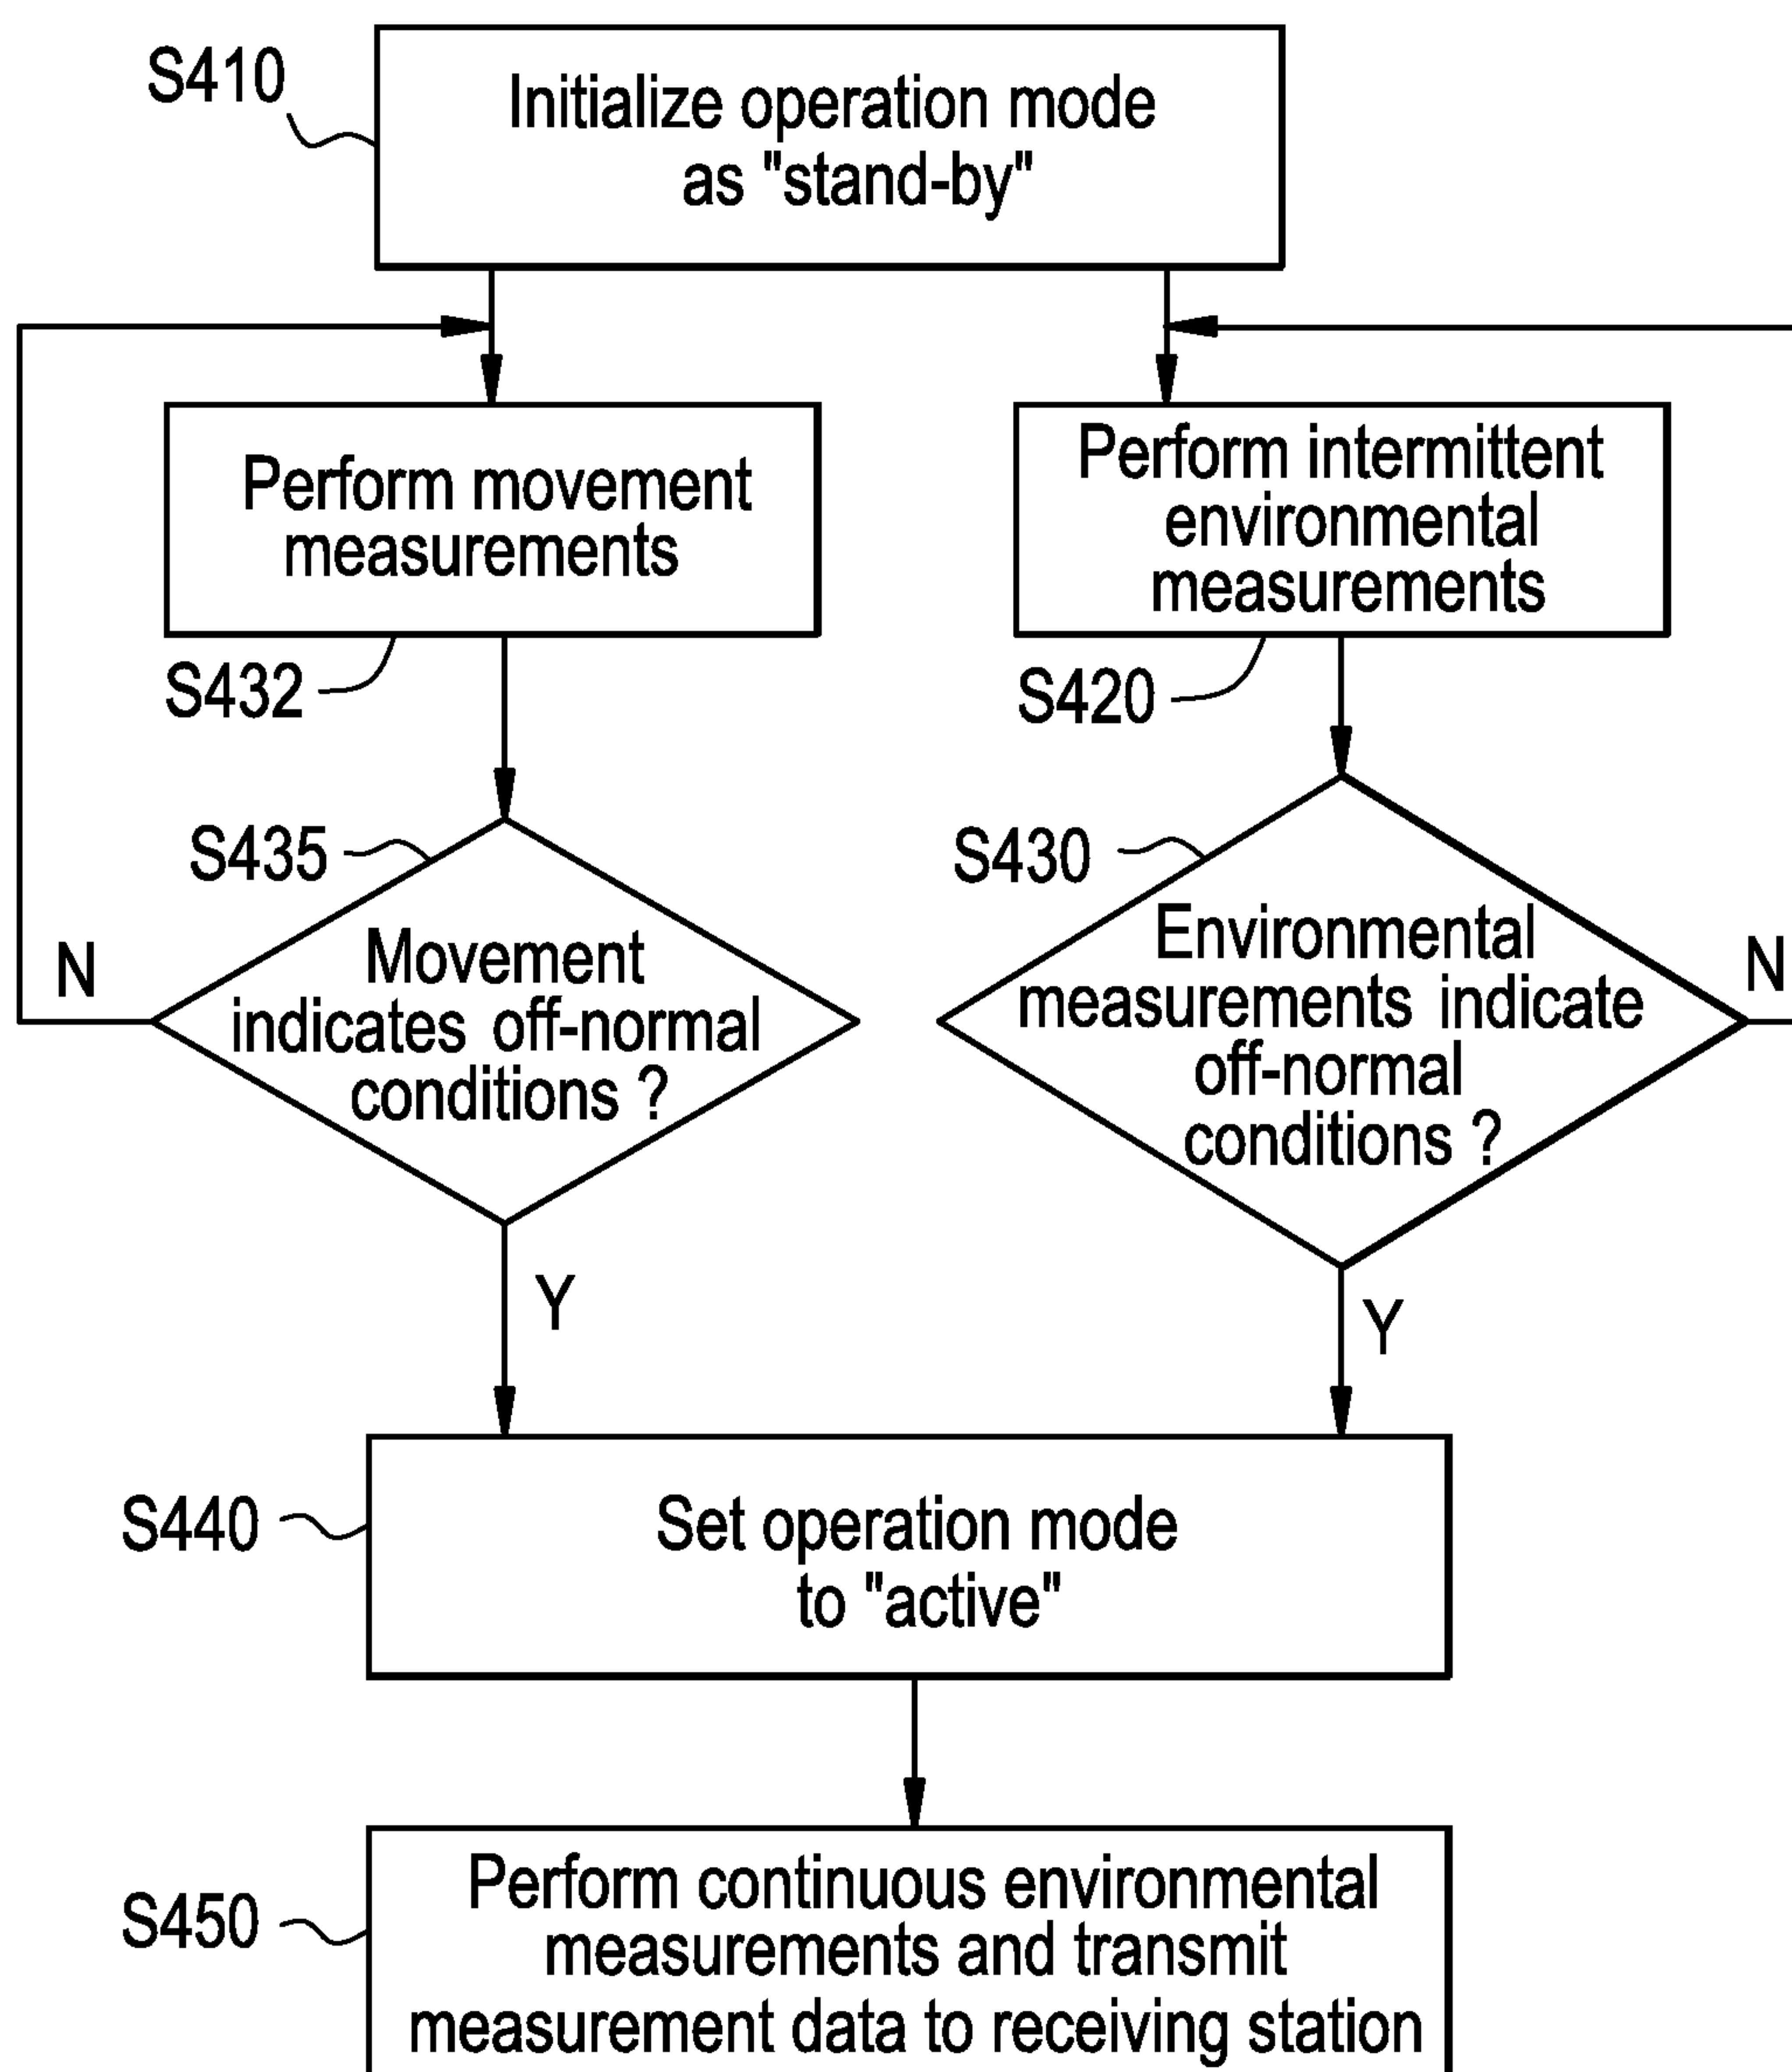 S410
Initialize operation mode
as "stand-by"
Perform movement
measurements
S432
Perform intermittent
environmental
measurements
S420
S435
Movement
indicates off-normal
conditions ?
N
Y
S430
Environmental
measurements indicate
off-normal
conditions ?
N
Y
S440
Set operation mode
to "active"
S450
Perform continuous environmental
measurements and transmit
measurement data to receiving station